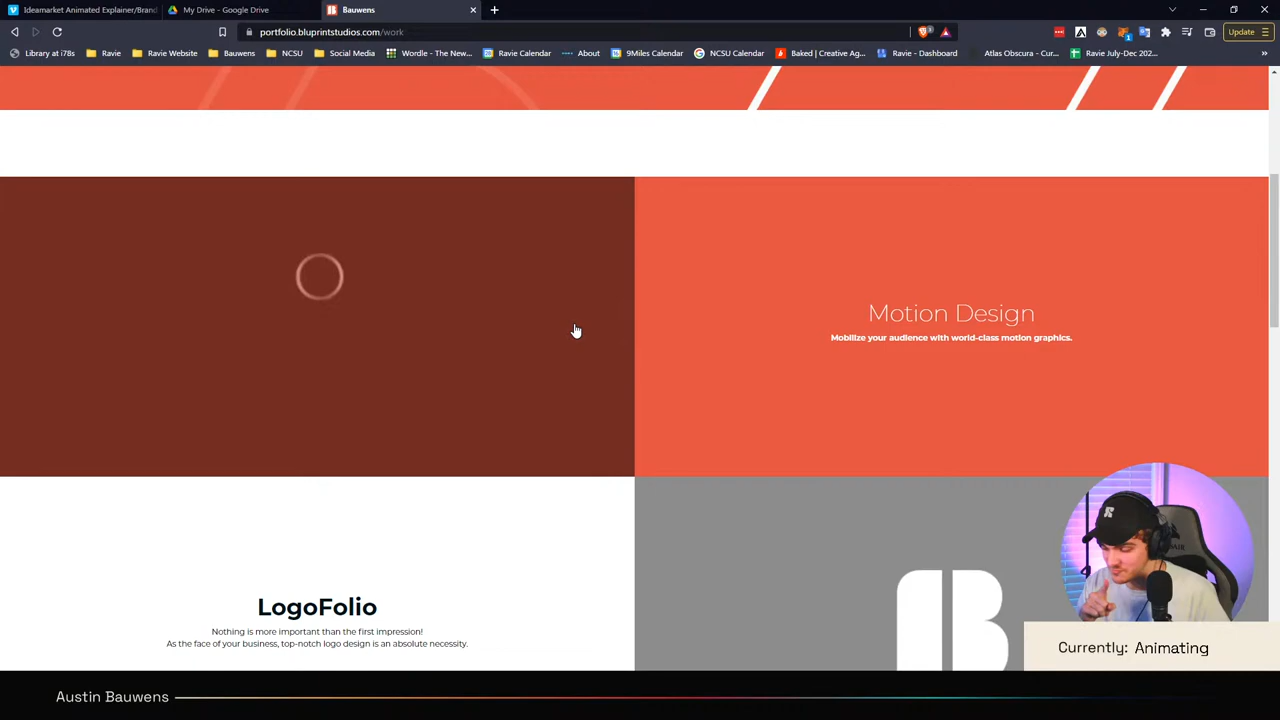 Ideamarket Animated Explainer/Brand
My Drive - Google Drive
Bauwens
portfolio.bluprintstudios.com/work
Update
Library at i78s
Ravie
Ravie Website
Bauwens
NCSU
Social Media
Wordle - The New...
Ravie Calendar
About
9Miles Calendar
NCSU Calendar
Baked | Creative Ag...
Ravie - Dashboard
Atlas Obscura - Cur...
Ravie July-Dec 202...
Motion Design
Mobilize your audience with world-class motion graphics.
LogoFolio
Nothing is more important than the first impression!
As the face of your business, top-notch logo design is an absolute necessity.
B
Currently: Animating
Austin Bauwens